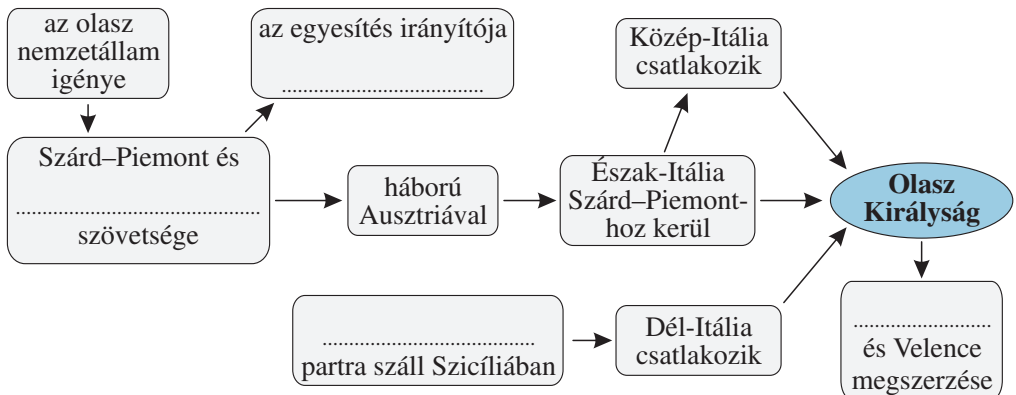 az olasz
nemzetállam
igénye
az egyesítés irányítója
...................................
Szárd–Piemont és
...........................................
szövetsége
háború
Ausztriával
Közép-Itália
csatlakozik
Észak-Itália
Szárd–Piemont-
hoz kerül
Olasz
Királyság
.....................................
partra száll Szicíliában
Dél-Itália
csatlakozik
.........................
és Velence
megszerzése